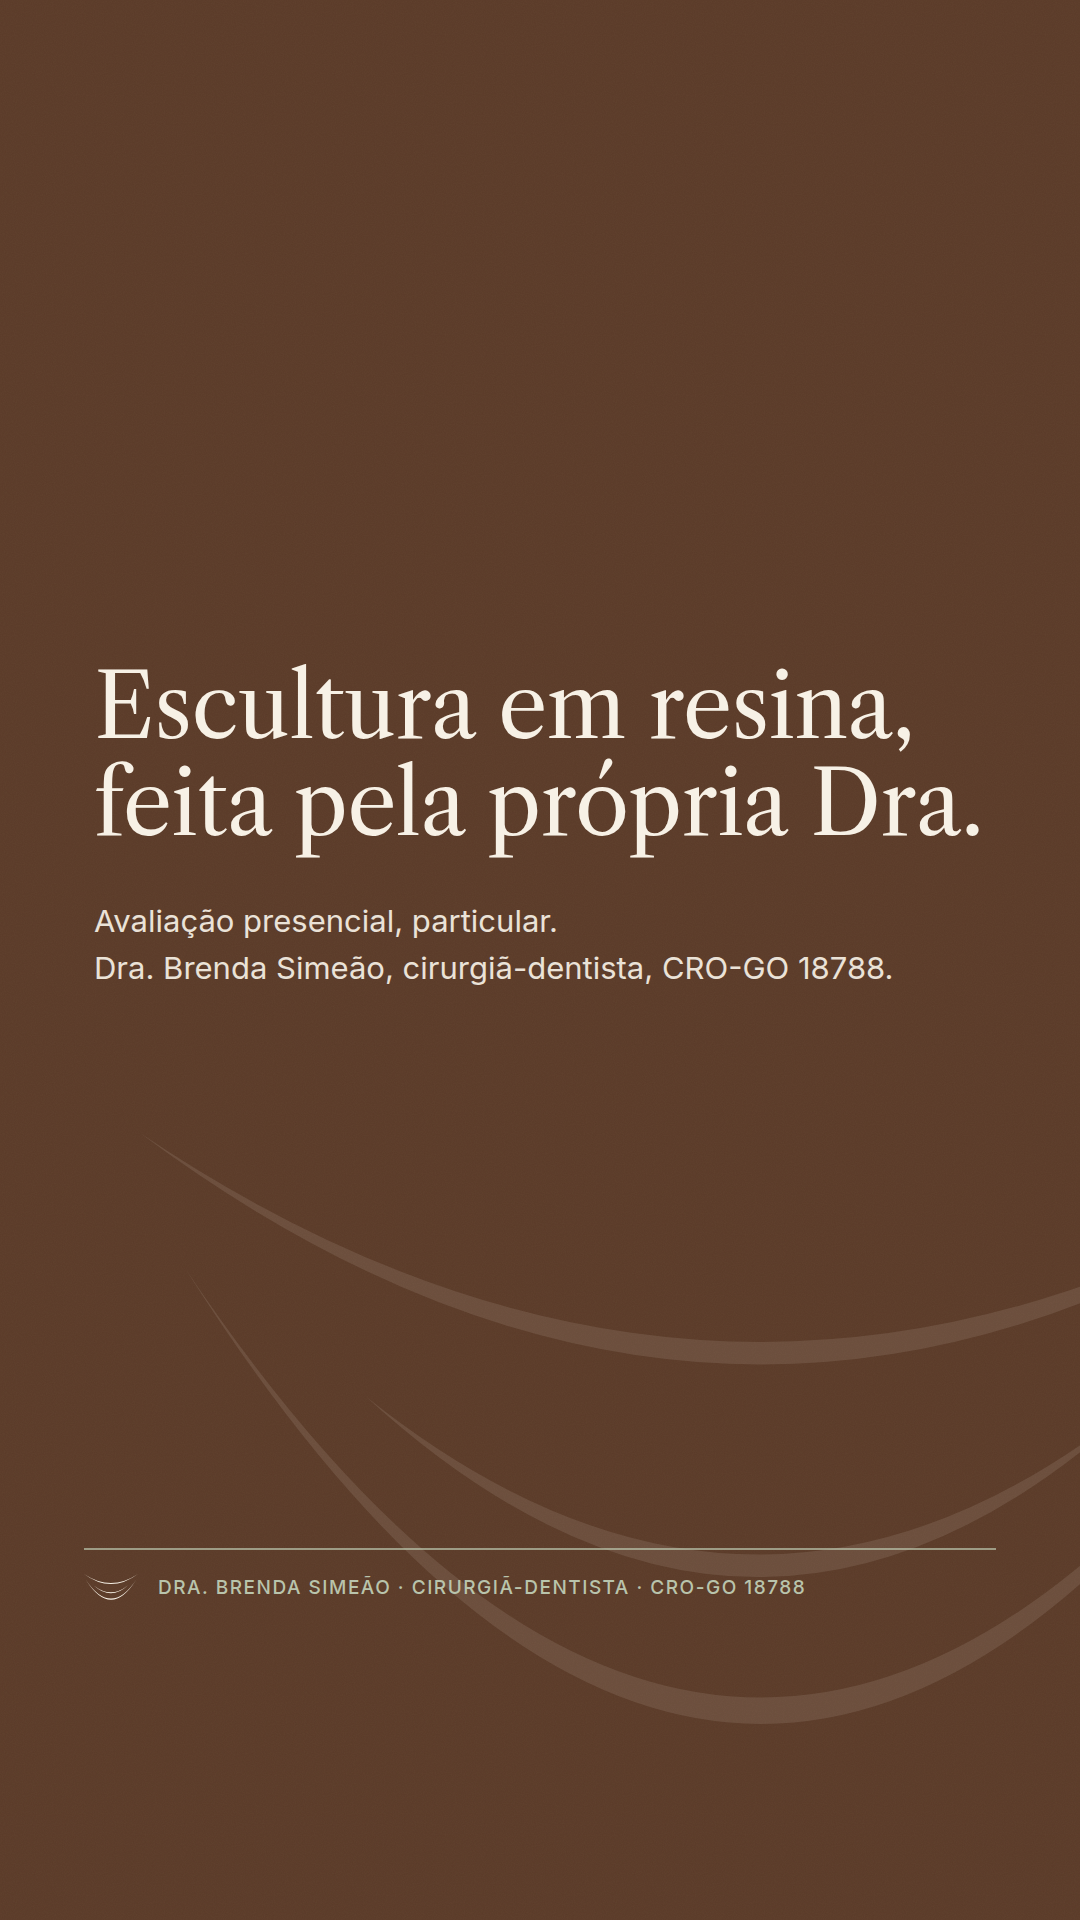 Escultura em resina,
feita pela própria Dra.
Avaliação presencial, particular.
Dra. Brenda Simeão, cirurgiã-dentista, CRO-GO 18788.
DRA. BRENDA SIMEÃO · CIRURGIÃ-DENTISTA · CRO-GO 18788